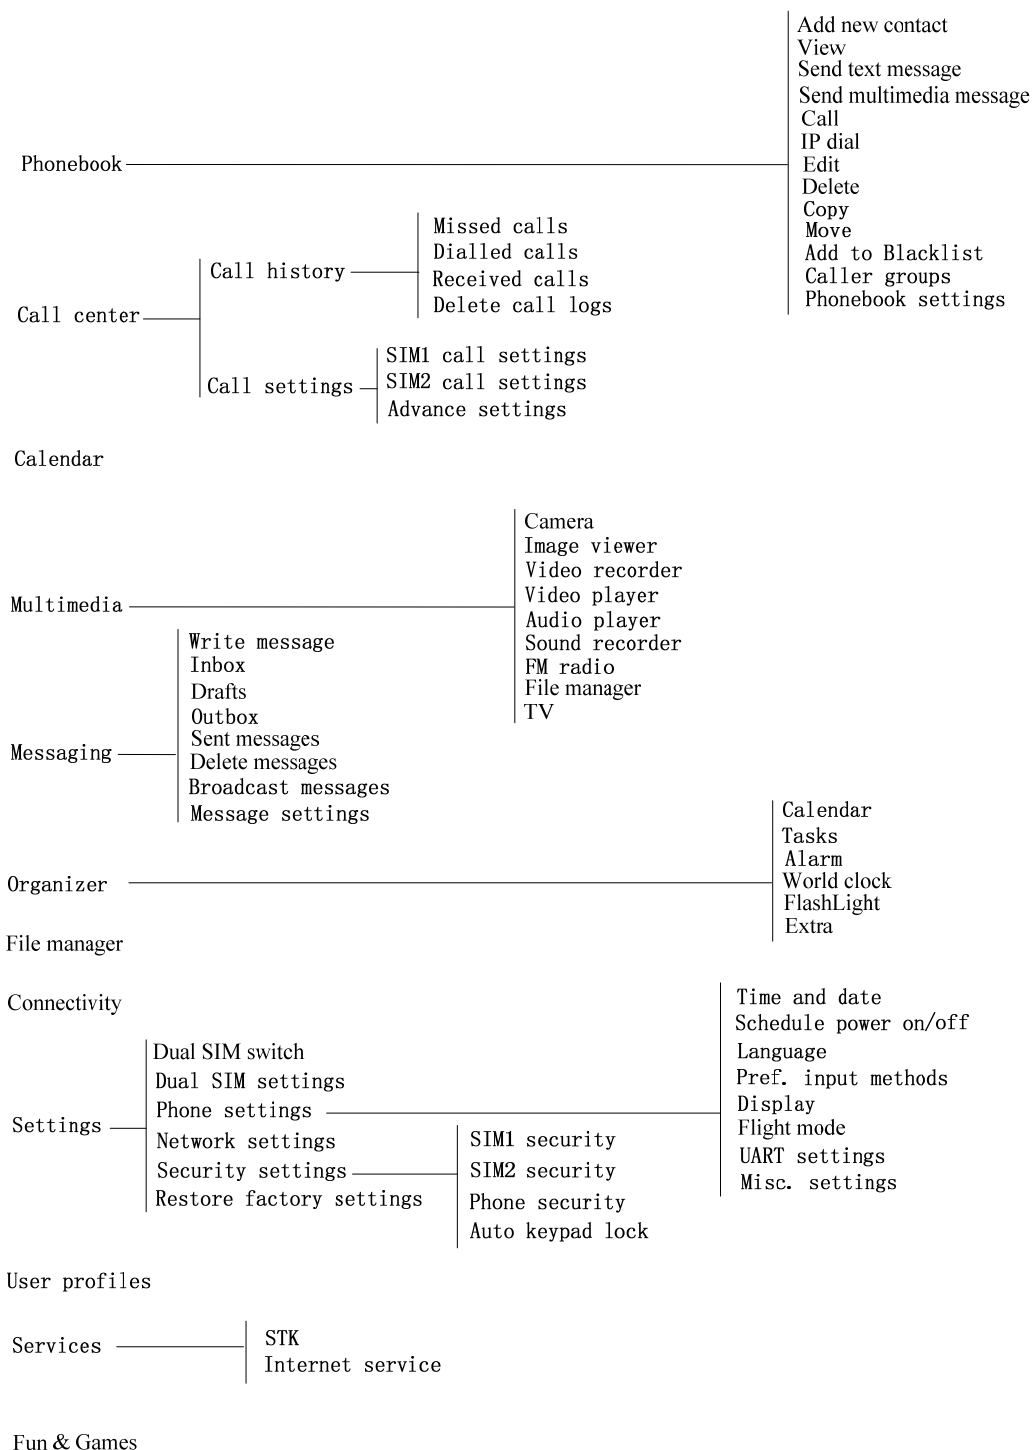 Phonebook
Add new contact
View
Send text message
Send multimedia message
Call
IP dial
Edit
Delete
Copy
Move
Add to Blacklist
Caller groups
Phonebook settings
Call center
Call history
Missed calls
Dialled calls
Received calls
Delete call logs
Call settings
SIM1 call settings
SIM2 call settings
Advance settings
Calendar
Multimedia
Camera
Image viewer
Video recorder
Video player
Audio player
Sound recorder
FM radio
File manager
TV
Messaging
Write message
Inbox
Drafts
Outbox
Sent messages
Delete messages
Broadcast messages
Message settings
Organizer
Calendar
Tasks
Alarm
World clock
FlashLight
Extra
File manager
Connectivity
Settings
Dual SIM switch
Dual SIM settings
Phone settings
Time and date
Schedule power on/off
Language
Pref. input methods
Display
Flight mode
UART settings
Misc. settings
Network settings
Security settings
SIM1 security
SIM2 security
Phone security
Auto keypad lock
Restore factory settings
User profiles
Services
STK
Internet service
Fun & Games